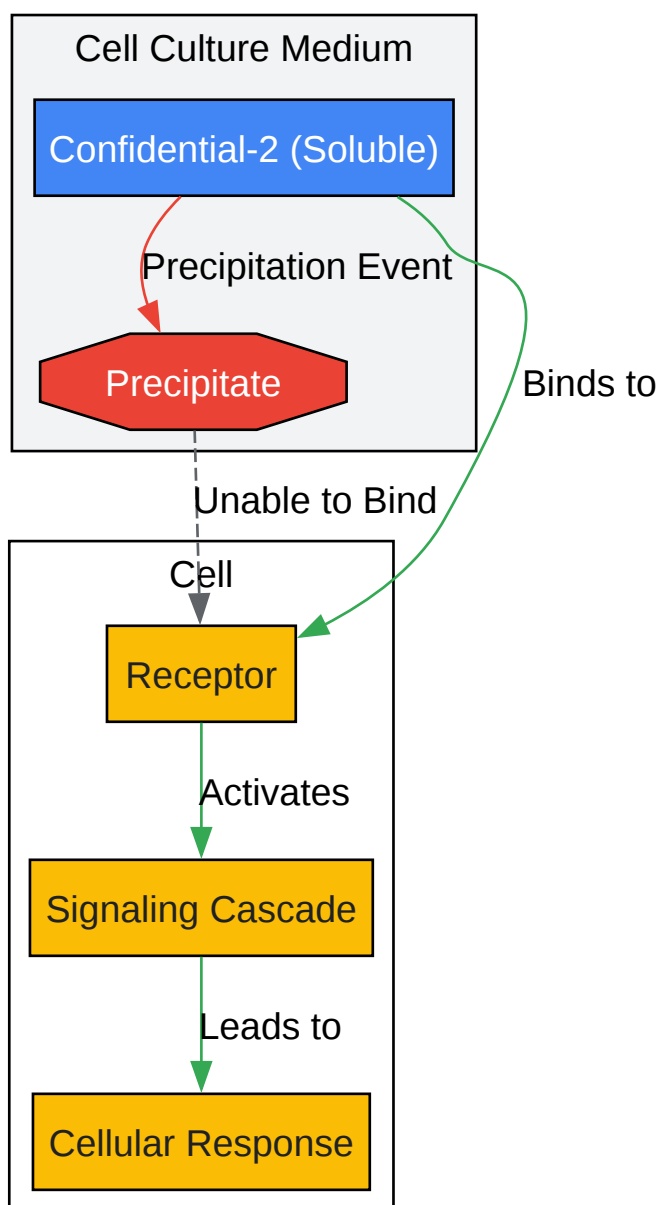 Cell Culture Medium
Confidential-2 (Soluble)
Precipitation Event
Precipitate
Binds to
Unable to Bind
Cell
Receptor
Activates
Signaling Cascade
Leads to
Cellular Response